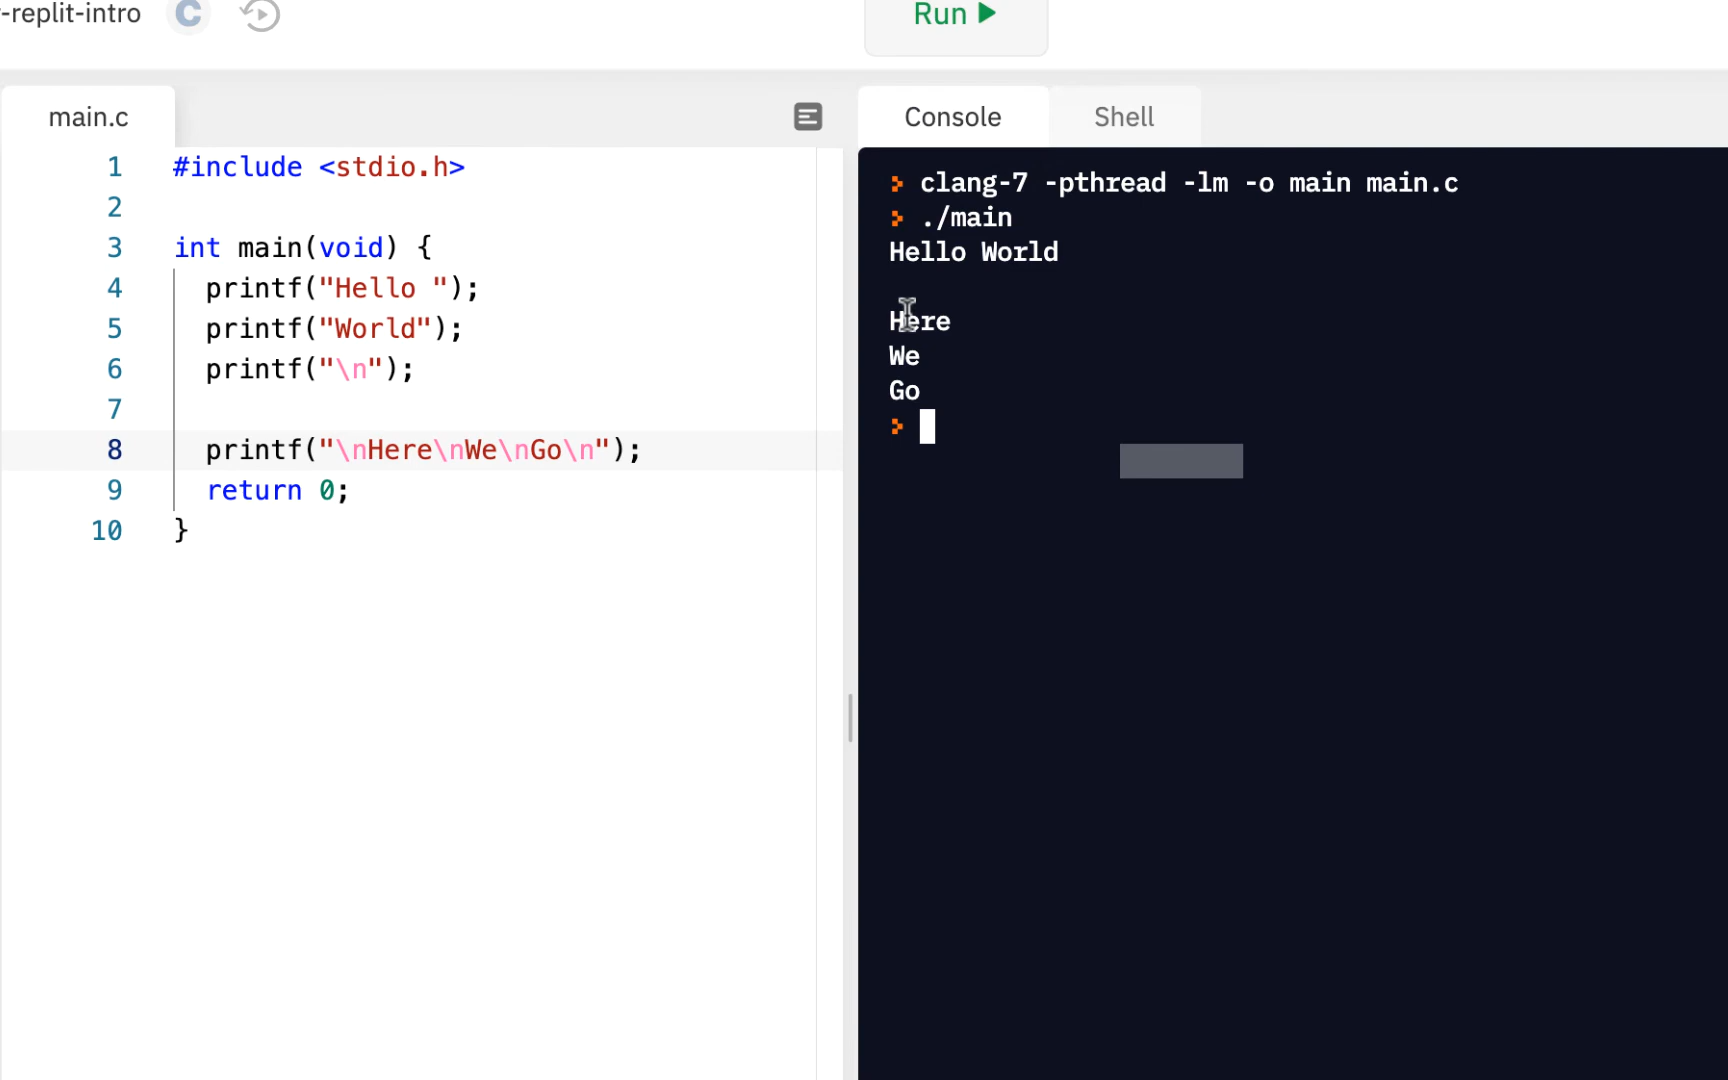 -replit-intro C
Run
main.c
1 #include <stdio.h>
2
3 int main(void) {
4 printf("Hello ");
5 printf("World");
6 printf("\n");
7
8 printf("\nHere\nWe\nGo\n");
9 return 0;
10 }
Console Shell
clang-7 -pthread -lm -o main main.c
./main
Hello World
Here
We
Go